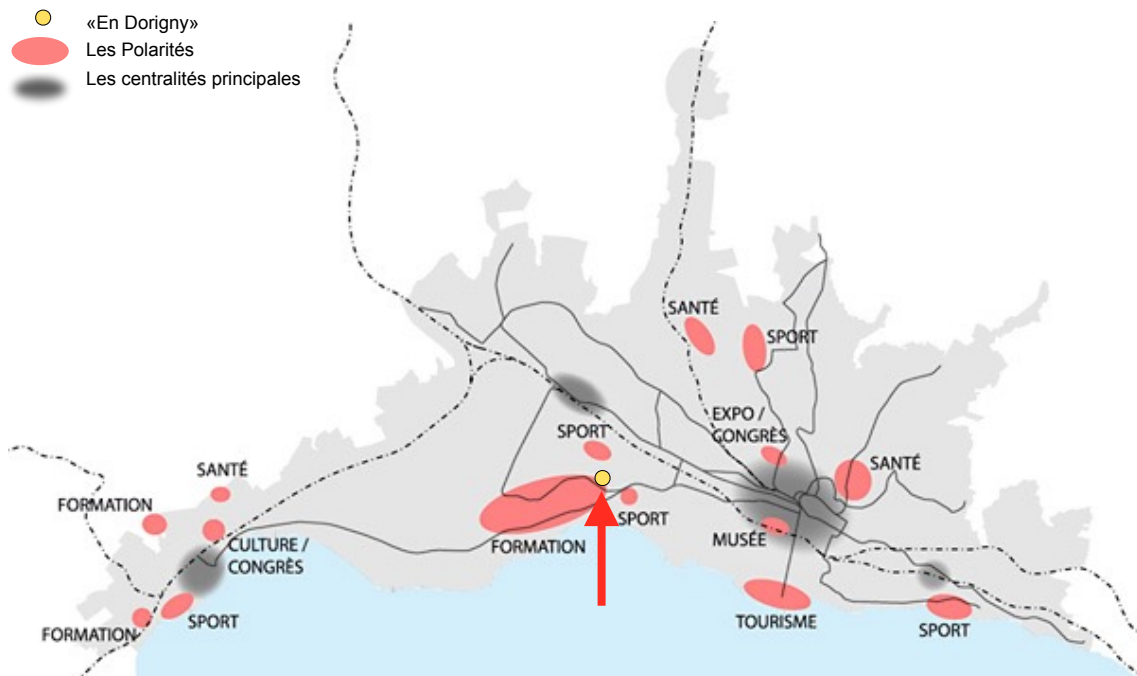 «En Dorigny»
Les Polarités
Les centralités principales
SANTÉ
SPORT
EXPO /
CONGRÈS
SPORT
SANTÉ
SANTÉ
FORMATION
SPORT
MUSÉE
CULTURE /
CONGRÈS
FORMATION
SPORT
FORMATION
TOURISME
SPORT